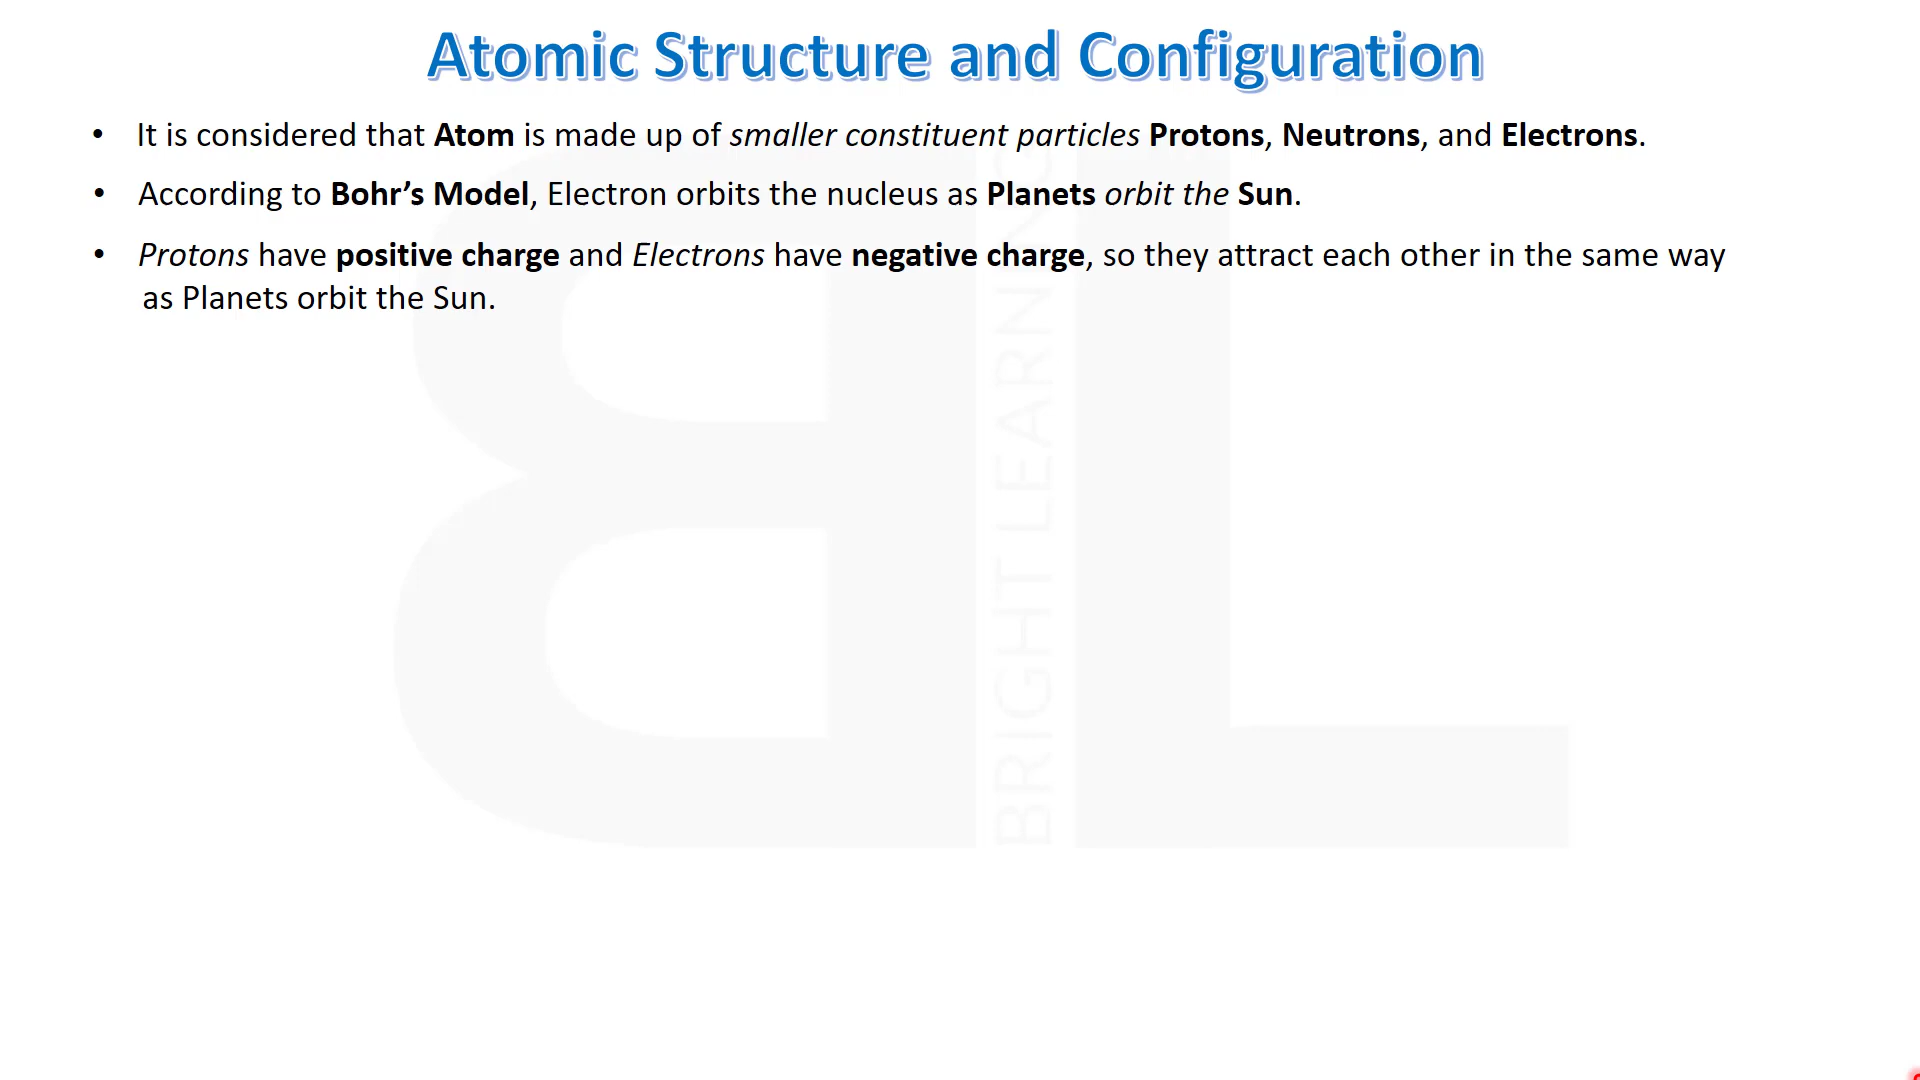 Atomic Structure and Configuration
• It is considered that Atom is made up of smaller constituent particles Protons, Neutrons, and Electrons.
• According to Bohr’s Model, Electron orbits the nucleus as Planets orbit the Sun.
• Protons have positive charge and Electrons have negative charge, so they attract each other in the same way
as Planets orbit the Sun.
BRIGHT LEARNING